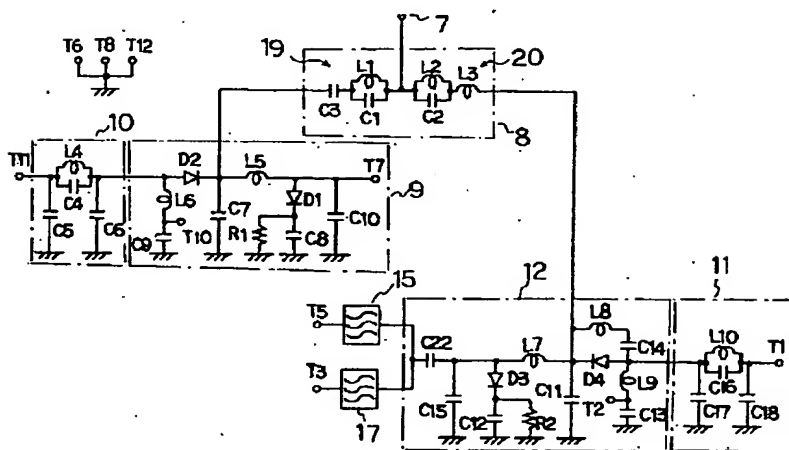 7
19
20
T6 T8 T12
L1
L2
L3
C3
C1
C2
8
10
L4
C4
T11
C5
C6
D2
L5
T7
9
L6
T10
C9
C7
R1
D1
C8
C10
12
11
15
T5
C22
L7
L8
L10
T1
C14
T3
D3
D4
L9
C16
C11
T2
C15
C12
R2
C13
C17
C18
17